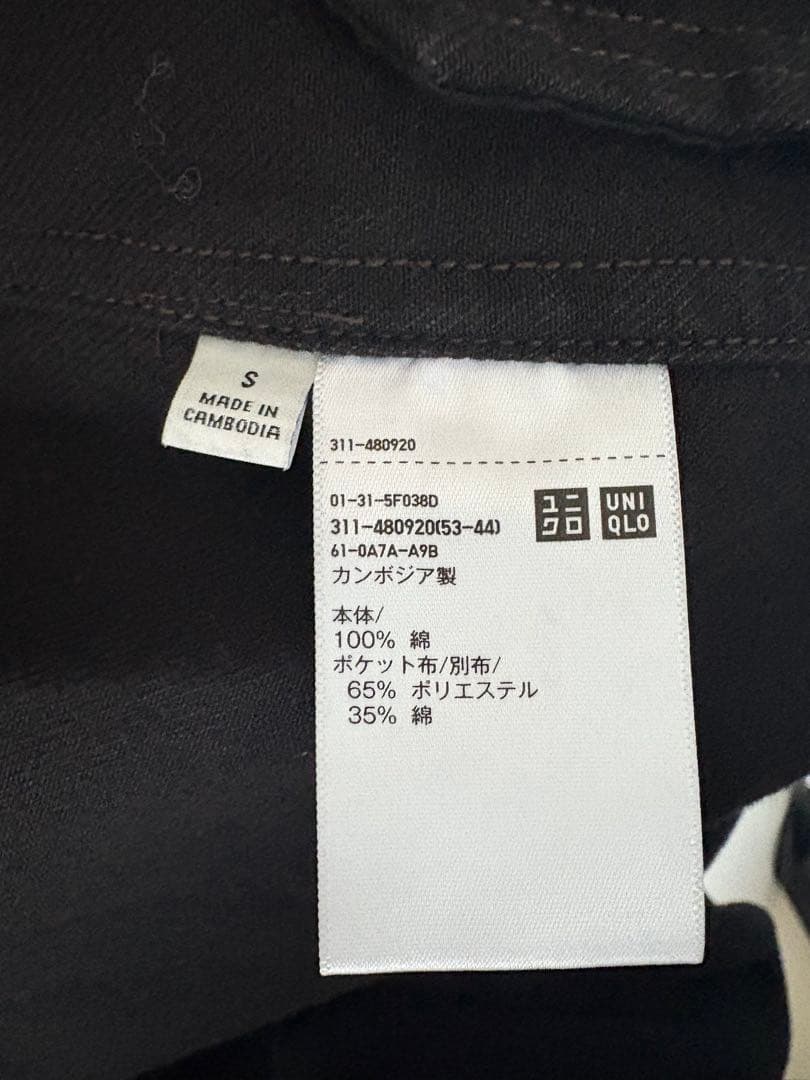 S
MADE IN
CAMBODIA
311-480920
01-31-5F038D
311-480920(53-44)
61-0A7A-A9B
カンボジア製
ユニ
クロ
UNI
QLO
本体/
100% 綿
ポケット布/別布/
65% ポリエステル
35% 綿